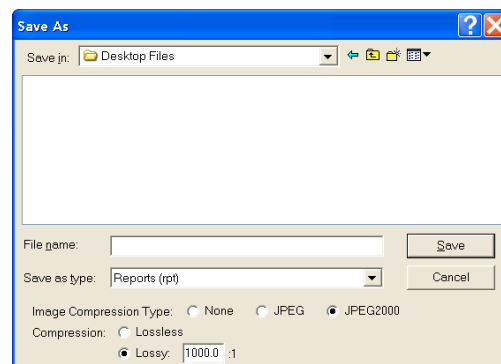 Save As
Save in: Desktop Files
File name: Save
Save as type: Reports (rpt) Cancel
Image Compression Type: None JPEG JPEG2000
Compression: Lossless
Lossy: 1000.0 :1